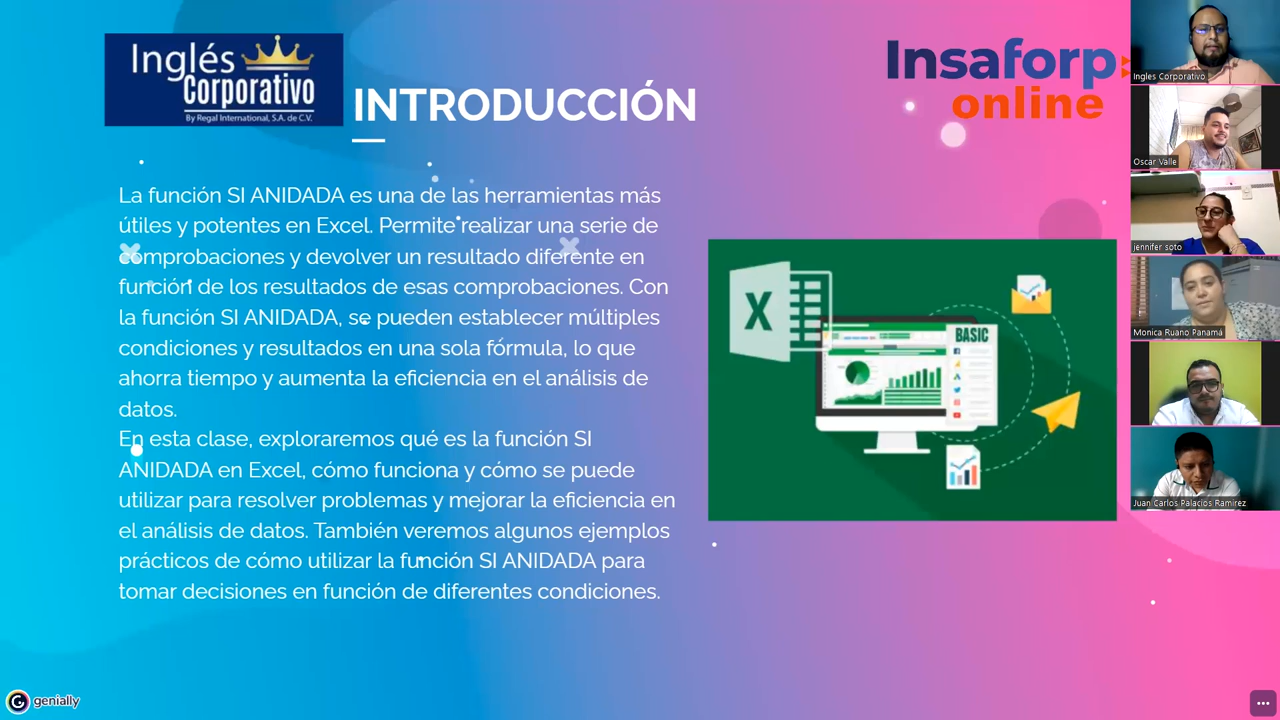 Inglés
Corporativo
By Regal International, S.A. de C.V.
INTRODUCCIÓN
Insaforp
online
La función SI ANIDADA es una de las herramientas más
útiles y potentes en Excel. Permite realizar una serie de
comprobaciones y devolver un resultado diferente en
función de los resultados de esas comprobaciones. Con
la función SI ANIDADA, se pueden establecer múltiples
condiciones y resultados en una sola fórmula, lo que
ahorra tiempo y aumenta la eficiencia en el análisis de
datos.
En esta clase, exploraremos qué es la función SI
ANIDADA en Excel, cómo funciona y cómo se puede
utilizar para resolver problemas y mejorar la eficiencia en
el análisis de datos. También veremos algunos ejemplos
prácticos de cómo utilizar la función SI ANIDADA para
tomar decisiones en función de diferentes condiciones.
X
BASIC
Ingles Corporativo
Oscar Valle
jennifer soto
Monica Ruano Panamá
Juan Carlos Palacios Ramirez
genially